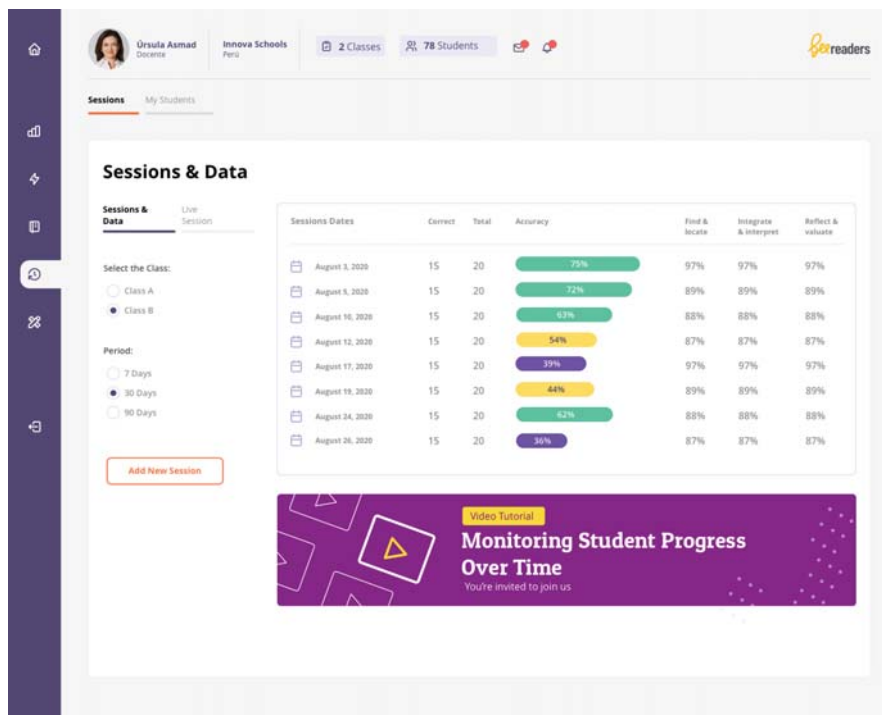 Úrsula Asmad
Docente
Innova Schools
Perú
2 Classes
78 Students
Beereaders
Sessions
My Students
Sessions & Data
Sessions &
Data
Live
Session
Select the Class:
Class A
Class B
Period:
7 Days
30 Days
90 Days
Add New Session
Sessions Dates Correct Total Accuracy Find & locate Integrate & interpret Reflect & valuate
August 3, 2020 15 20 75% 97% 97% 97%
August 5, 2020 15 20 72% 89% 89% 89%
August 10, 2020 15 20 63% 88% 88% 88%
August 12, 2020 15 20 54% 87% 87% 87%
August 17, 2020 15 20 39% 97% 97% 97%
August 19, 2020 15 20 44% 89% 89% 89%
August 24, 2020 15 20 62% 88% 88% 88%
August 26, 2020 15 20 36% 87% 87% 87%
Video Tutorial
Monitoring Student Progress
Over Time
You're invited to join us